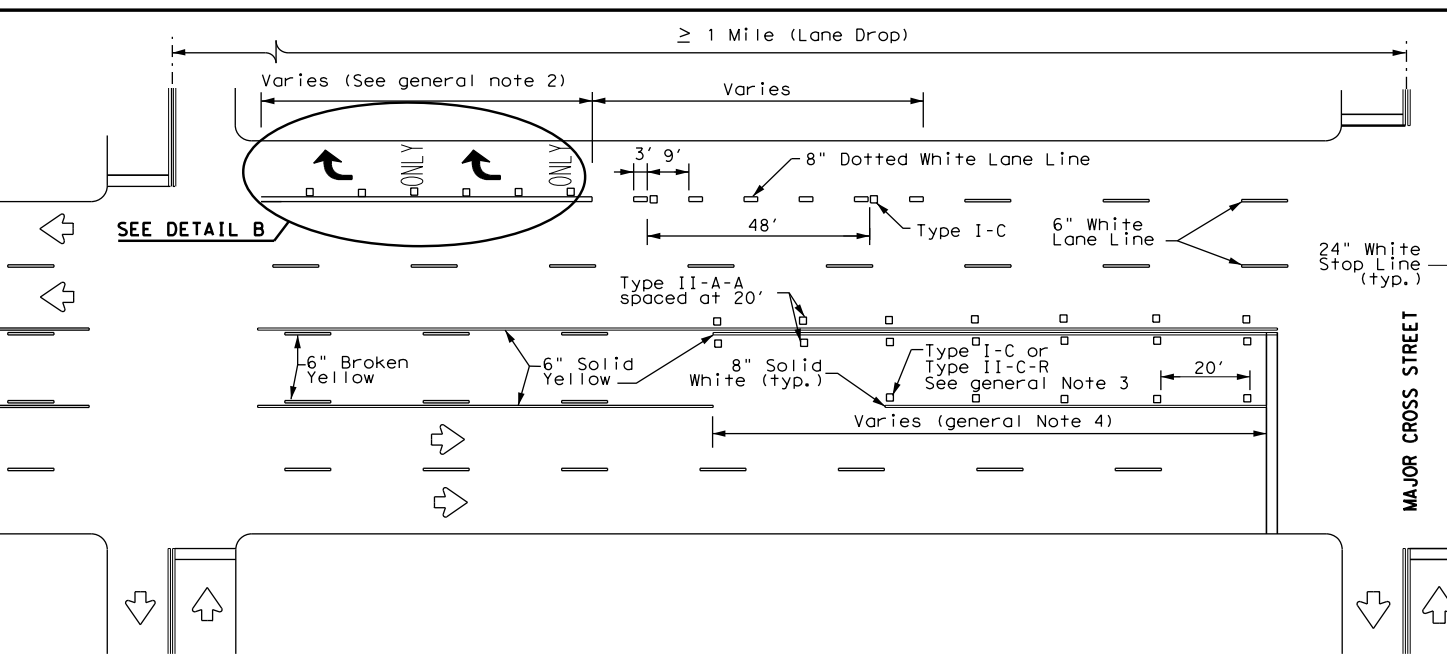 ≥ 1 Mile (Lane Drop)
Varies (See general note 2)
Varies
ONLY
ONLY
3'
9'
8" Dotted White Lane Line
SEE DETAIL B
48'
Type I-C
6" White
Lane Line
24" White
Stop Line
(typ.)
Type II-A-A
spaced at 20'
6" Broken
Yellow
6" Solid
Yellow
8" Solid
White (typ.)
Type I-C or
Type II-C-R
See general Note 3
20'
Varies (general Note 4)
MAJOR CROSS STREET